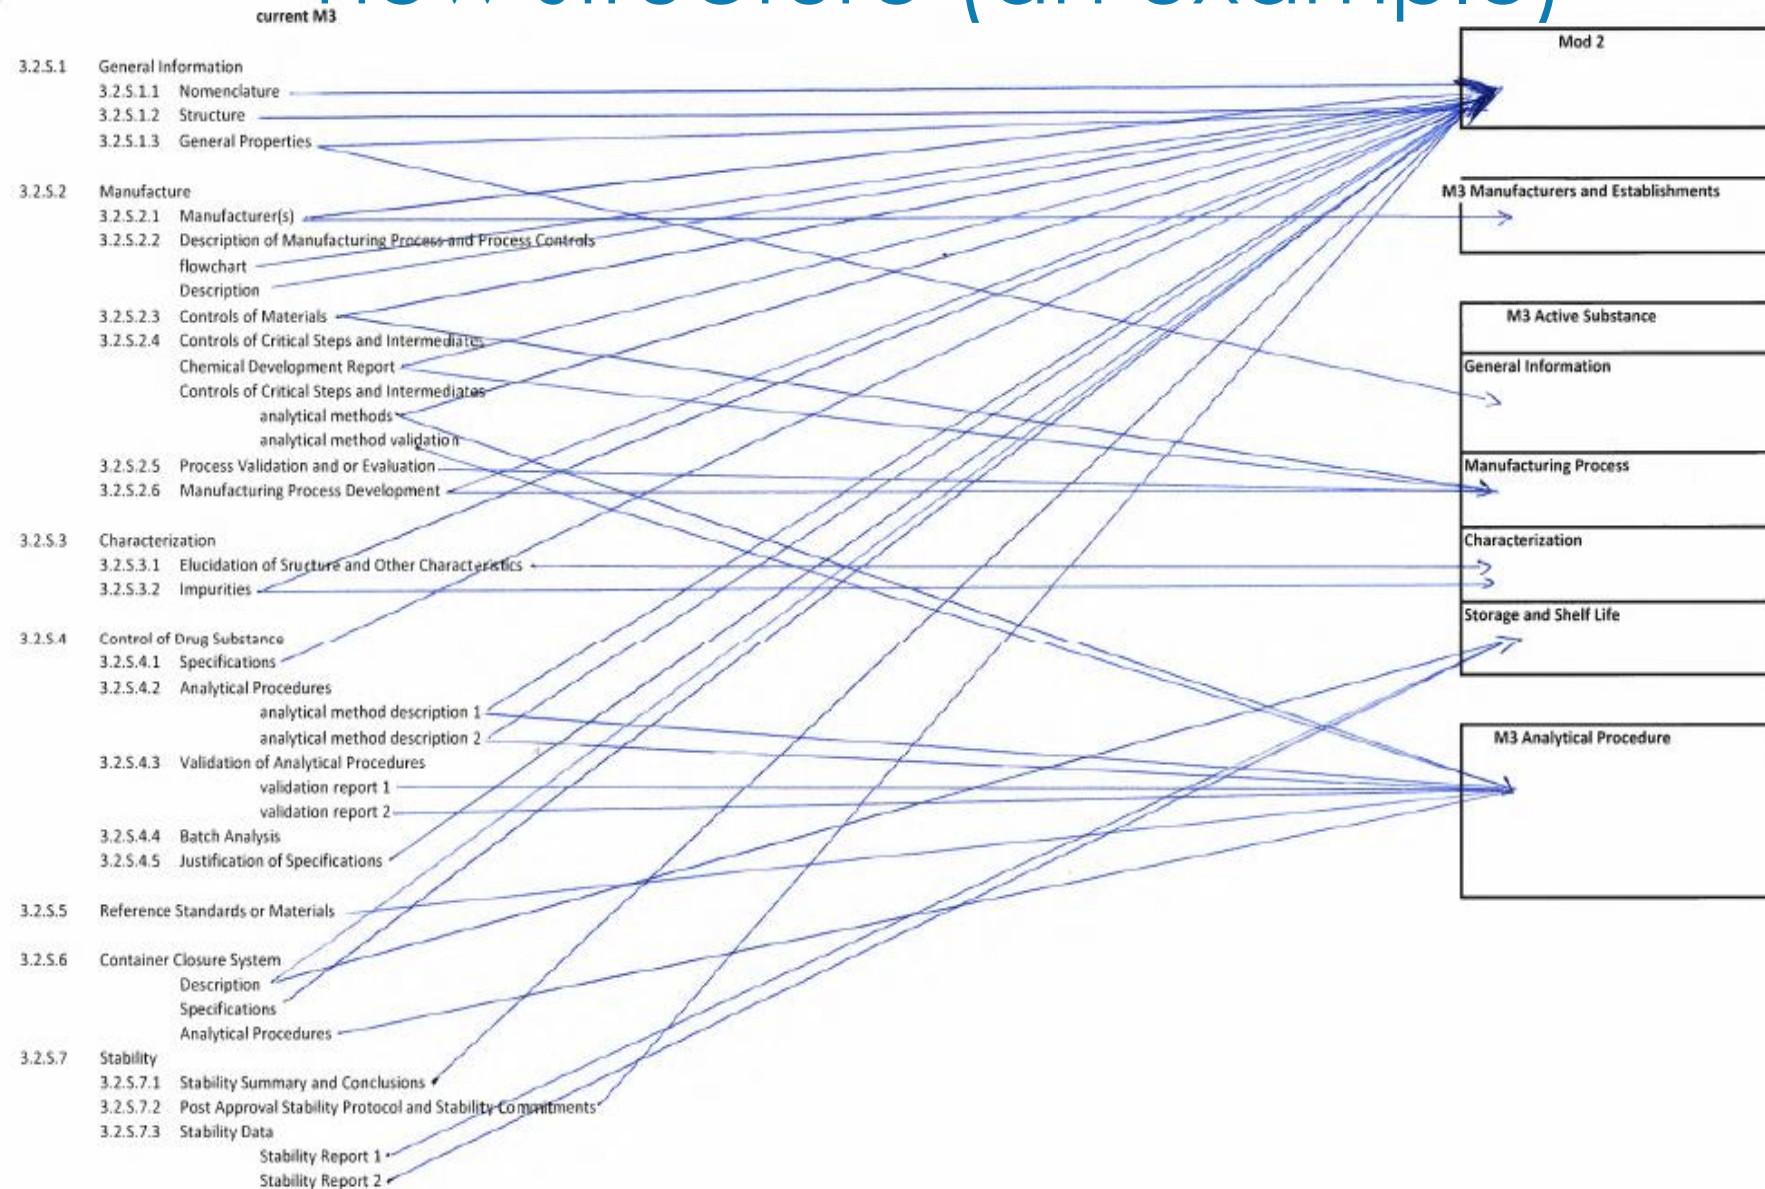 (an example)
current M3
3.2.S.1 General Information
3.2.S.1.1 Nomenclature
3.2.S.1.2 Structure
3.2.S.1.3 General Properties
3.2.S.2 Manufacture
3.2.S.2.1 Manufacturer(s)
3.2.S.2.2 Description of Manufacturing Process and Process Controls
flowchart
Description
3.2.S.2.3 Controls of Materials
3.2.S.2.4 Controls of Critical Steps and Intermediates
Chemical Development Report
Controls of Critical Steps and Intermediates
analytical methods
analytical method validation
3.2.S.2.5 Process Validation and or Evaluation
3.2.S.2.6 Manufacturing Process Development
3.2.S.3 Characterization
3.2.S.3.1 Elucidation of Sructure and Other Characteristics
3.2.S.3.2 Impurities
3.2.S.4 Control of Drug Substance
3.2.S.4.1 Specifications
3.2.S.4.2 Analytical Procedures
analytical method description 1
analytical method description 2
3.2.S.4.3 Validation of Analytical Procedures
validation report 1
validation report 2
3.2.S.4.4 Batch Analysis
3.2.S.4.5 Justification of Specifications
3.2.S.5 Reference Standards or Materials
3.2.S.6 Container Closure System
Description
Specifications
Analytical Procedures
3.2.S.7 Stability
3.2.S.7.1 Stability Summary and Conclusions
3.2.S.7.2 Post Approval Stability Protocol and Stability Commitments
3.2.S.7.3 Stability Data
Stability Report 1
Stability Report 2
Mod 2
M3 Manufacturers and Establishments
M3 Active Substance
General Information
Manufacturing Process
Characterization
Storage and Shelf Life
M3 Analytical Procedure